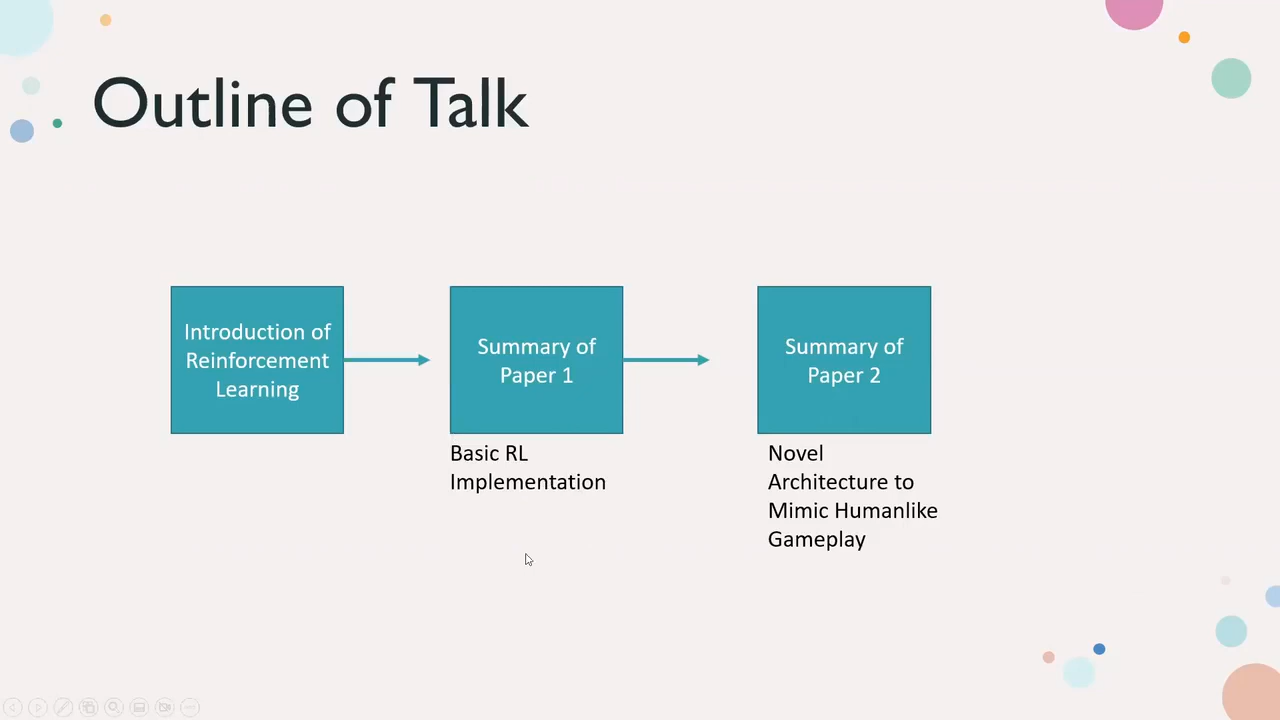 Outline of Talk
Introduction of
Reinforcement
Learning
Summary of
Paper 1
Summary of
Paper 2
Basic RL
Implementation
Novel
Architecture to
Mimic Humanlike
Gameplay